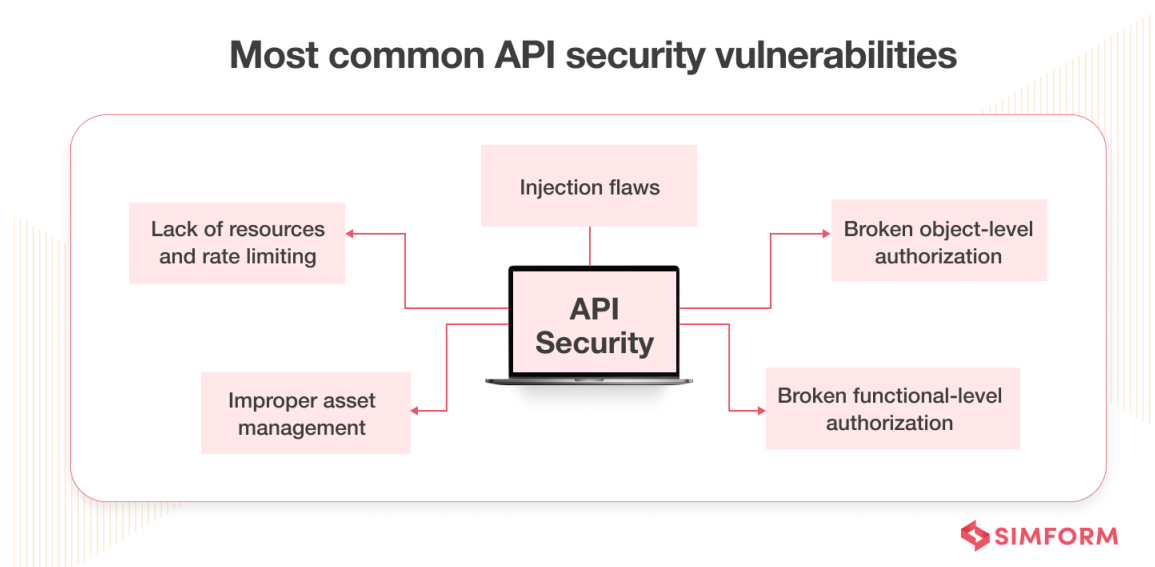 Most common API security vulnerabilities
Injection flaws
Lack of resources
and rate limiting
Broken object-level
authorization
API
Security
Improper asset
management
Broken functional-level
authorization
SIMFORM